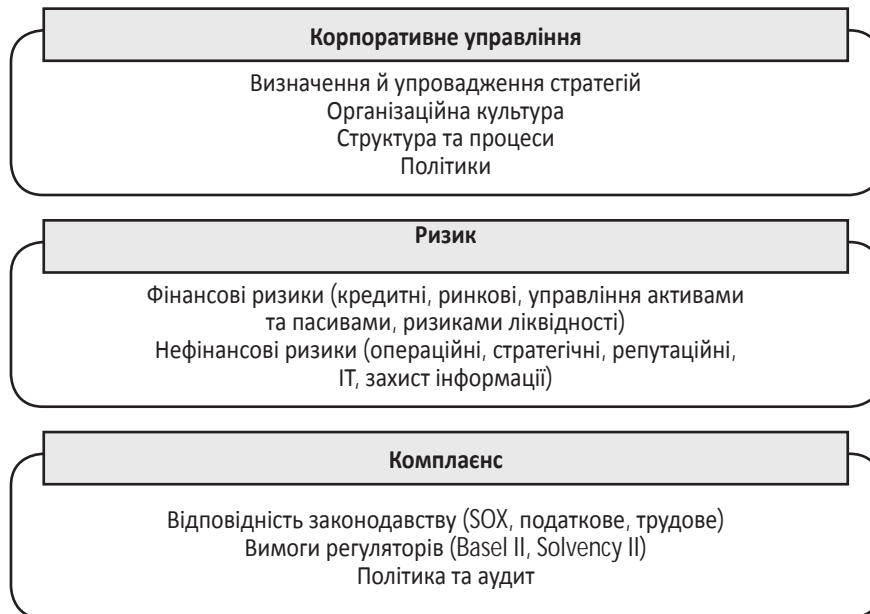 Корпоративне управління
Визначення й упровадження стратегій
Організаційна культура
Структура та процеси
Політики
Ризик
Фінансові ризики (кредитні, ринкові, управління активами
та пасивами, ризиками ліквідності)
Нефінансові ризики (операційні, стратегічні, репутаційні,
ІТ, захист інформації)
Комплаєнс
Відповідність законодавству (SOX, податкове, трудове)
Вимоги регуляторів (Basel II, Solvency II)
Політика та аудит